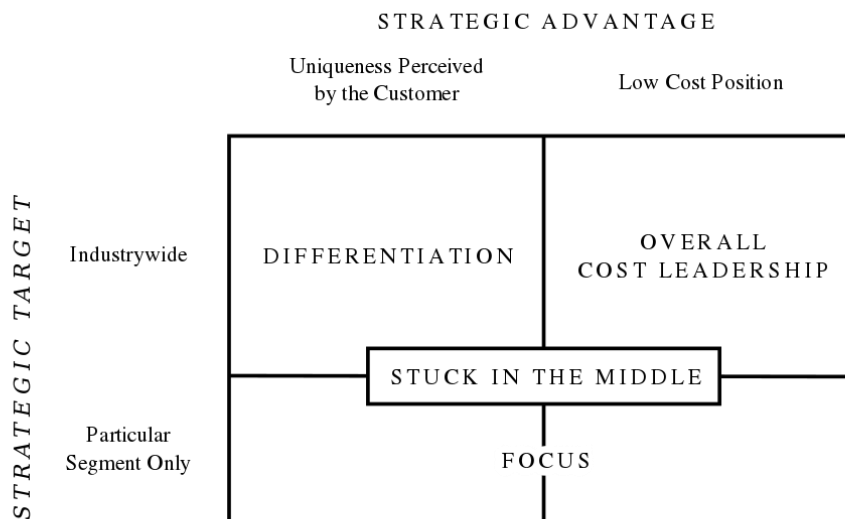 STRATEGIC ADVANTAGE
Uniqueness Perceived
by the Customer
Low Cost Position
STRATEGIC TARGET
Industrywide
DIFFERENTIATION
OVERALL
COST LEADERSHIP
STUCK IN THE MIDDLE
Particular
Segment Only
FOCUS